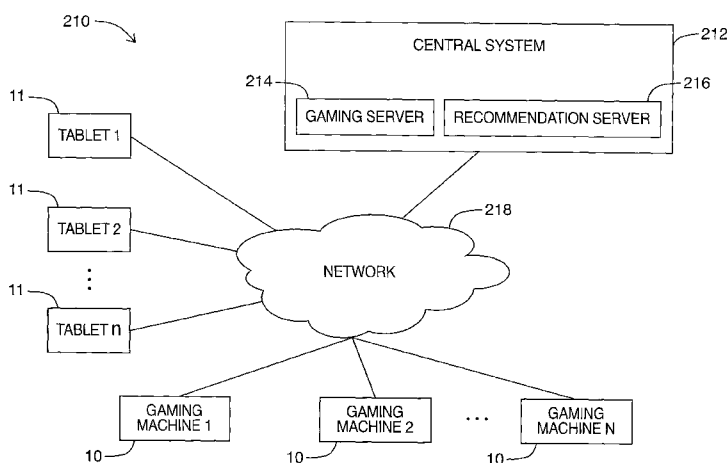 210
CENTRAL SYSTEM
212
214
216
GAMING SERVER
RECOMMENDATION SERVER
11
TABLET 1
11
TABLET 2
11
TABLET n
218
NETWORK
GAMING
MACHINE 1
GAMING
MACHINE 2
...
GAMING
MACHINE N
10
10
10